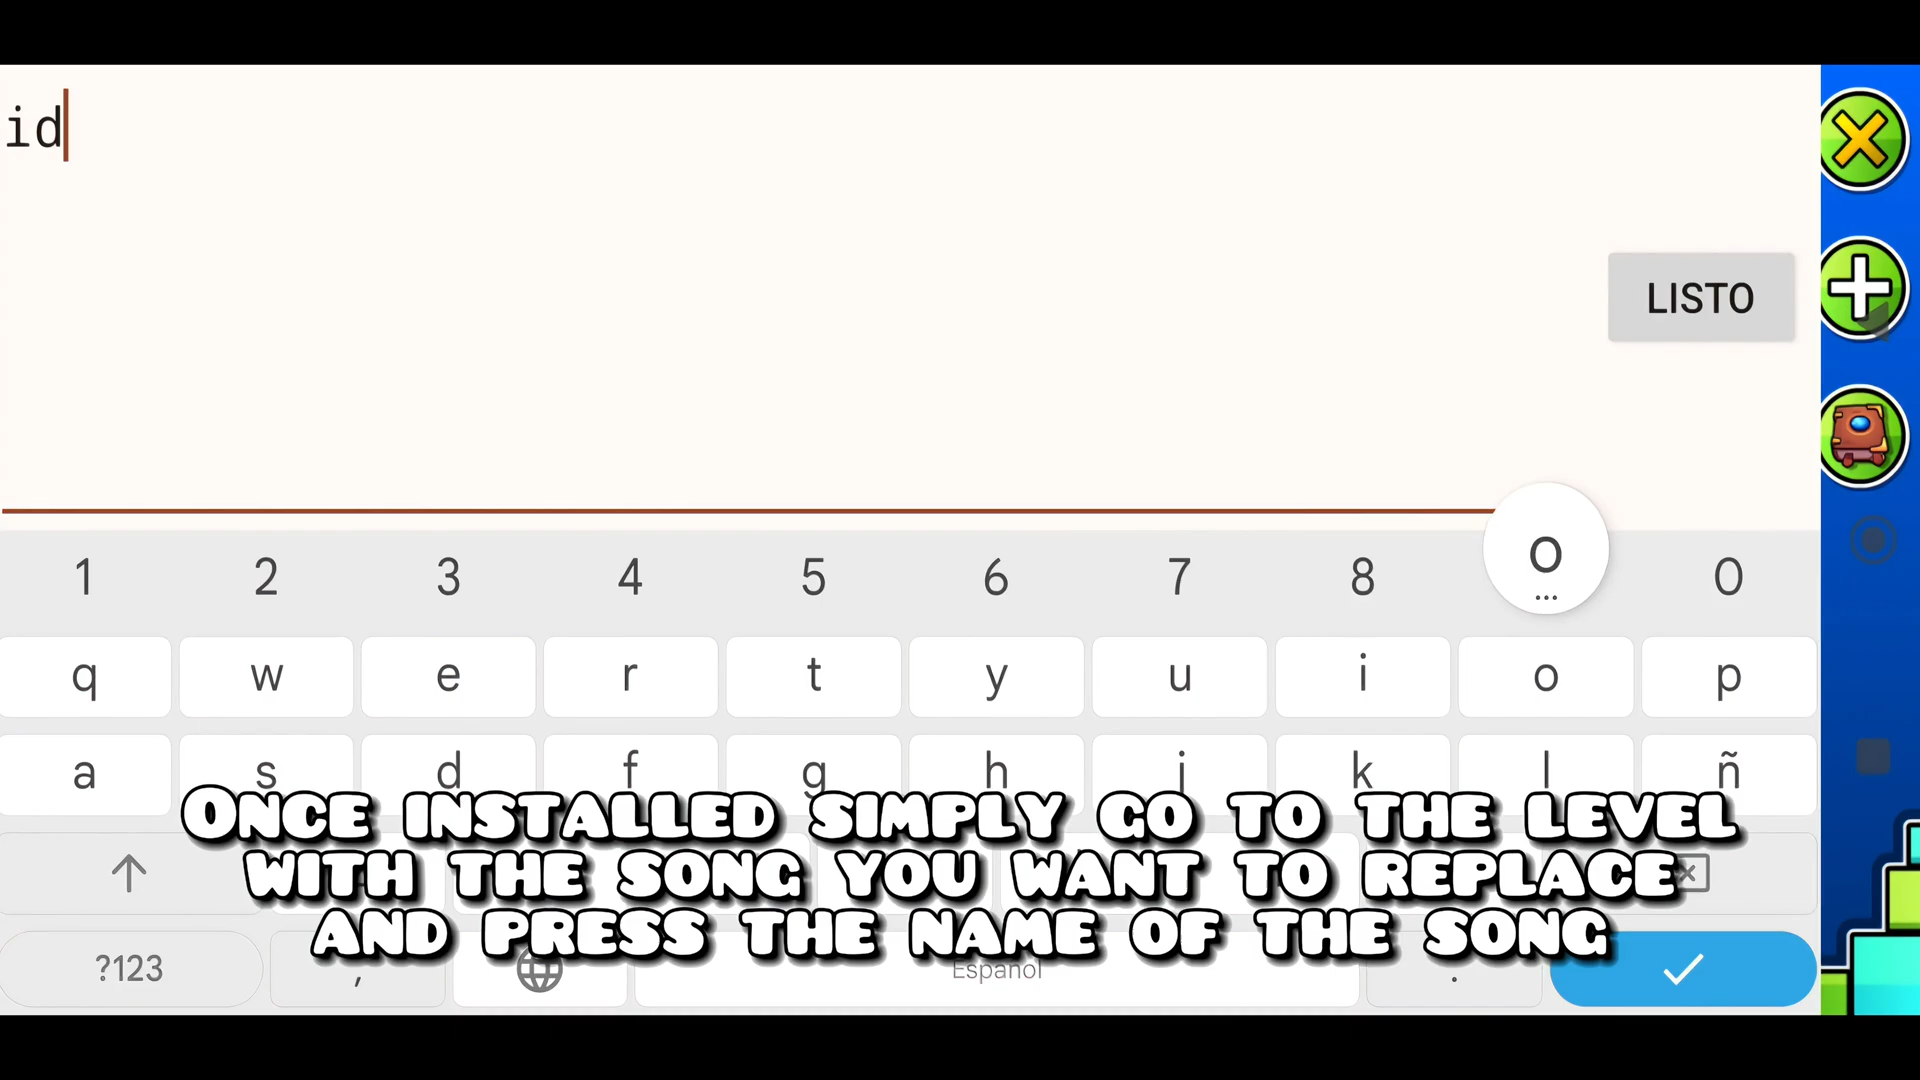 id
LISTO
1 2 3 4 5 6 7 8 o 0
...
q w e r t y u i o p
a s d f g h j k l ñ
ONCE INSTALLED SIMPLY GO TO THE LEVEL
WITH THE SONG YOU WANT TO REPLACE
AND PRESS THE NAME OF THE SONG
?123 , Español .